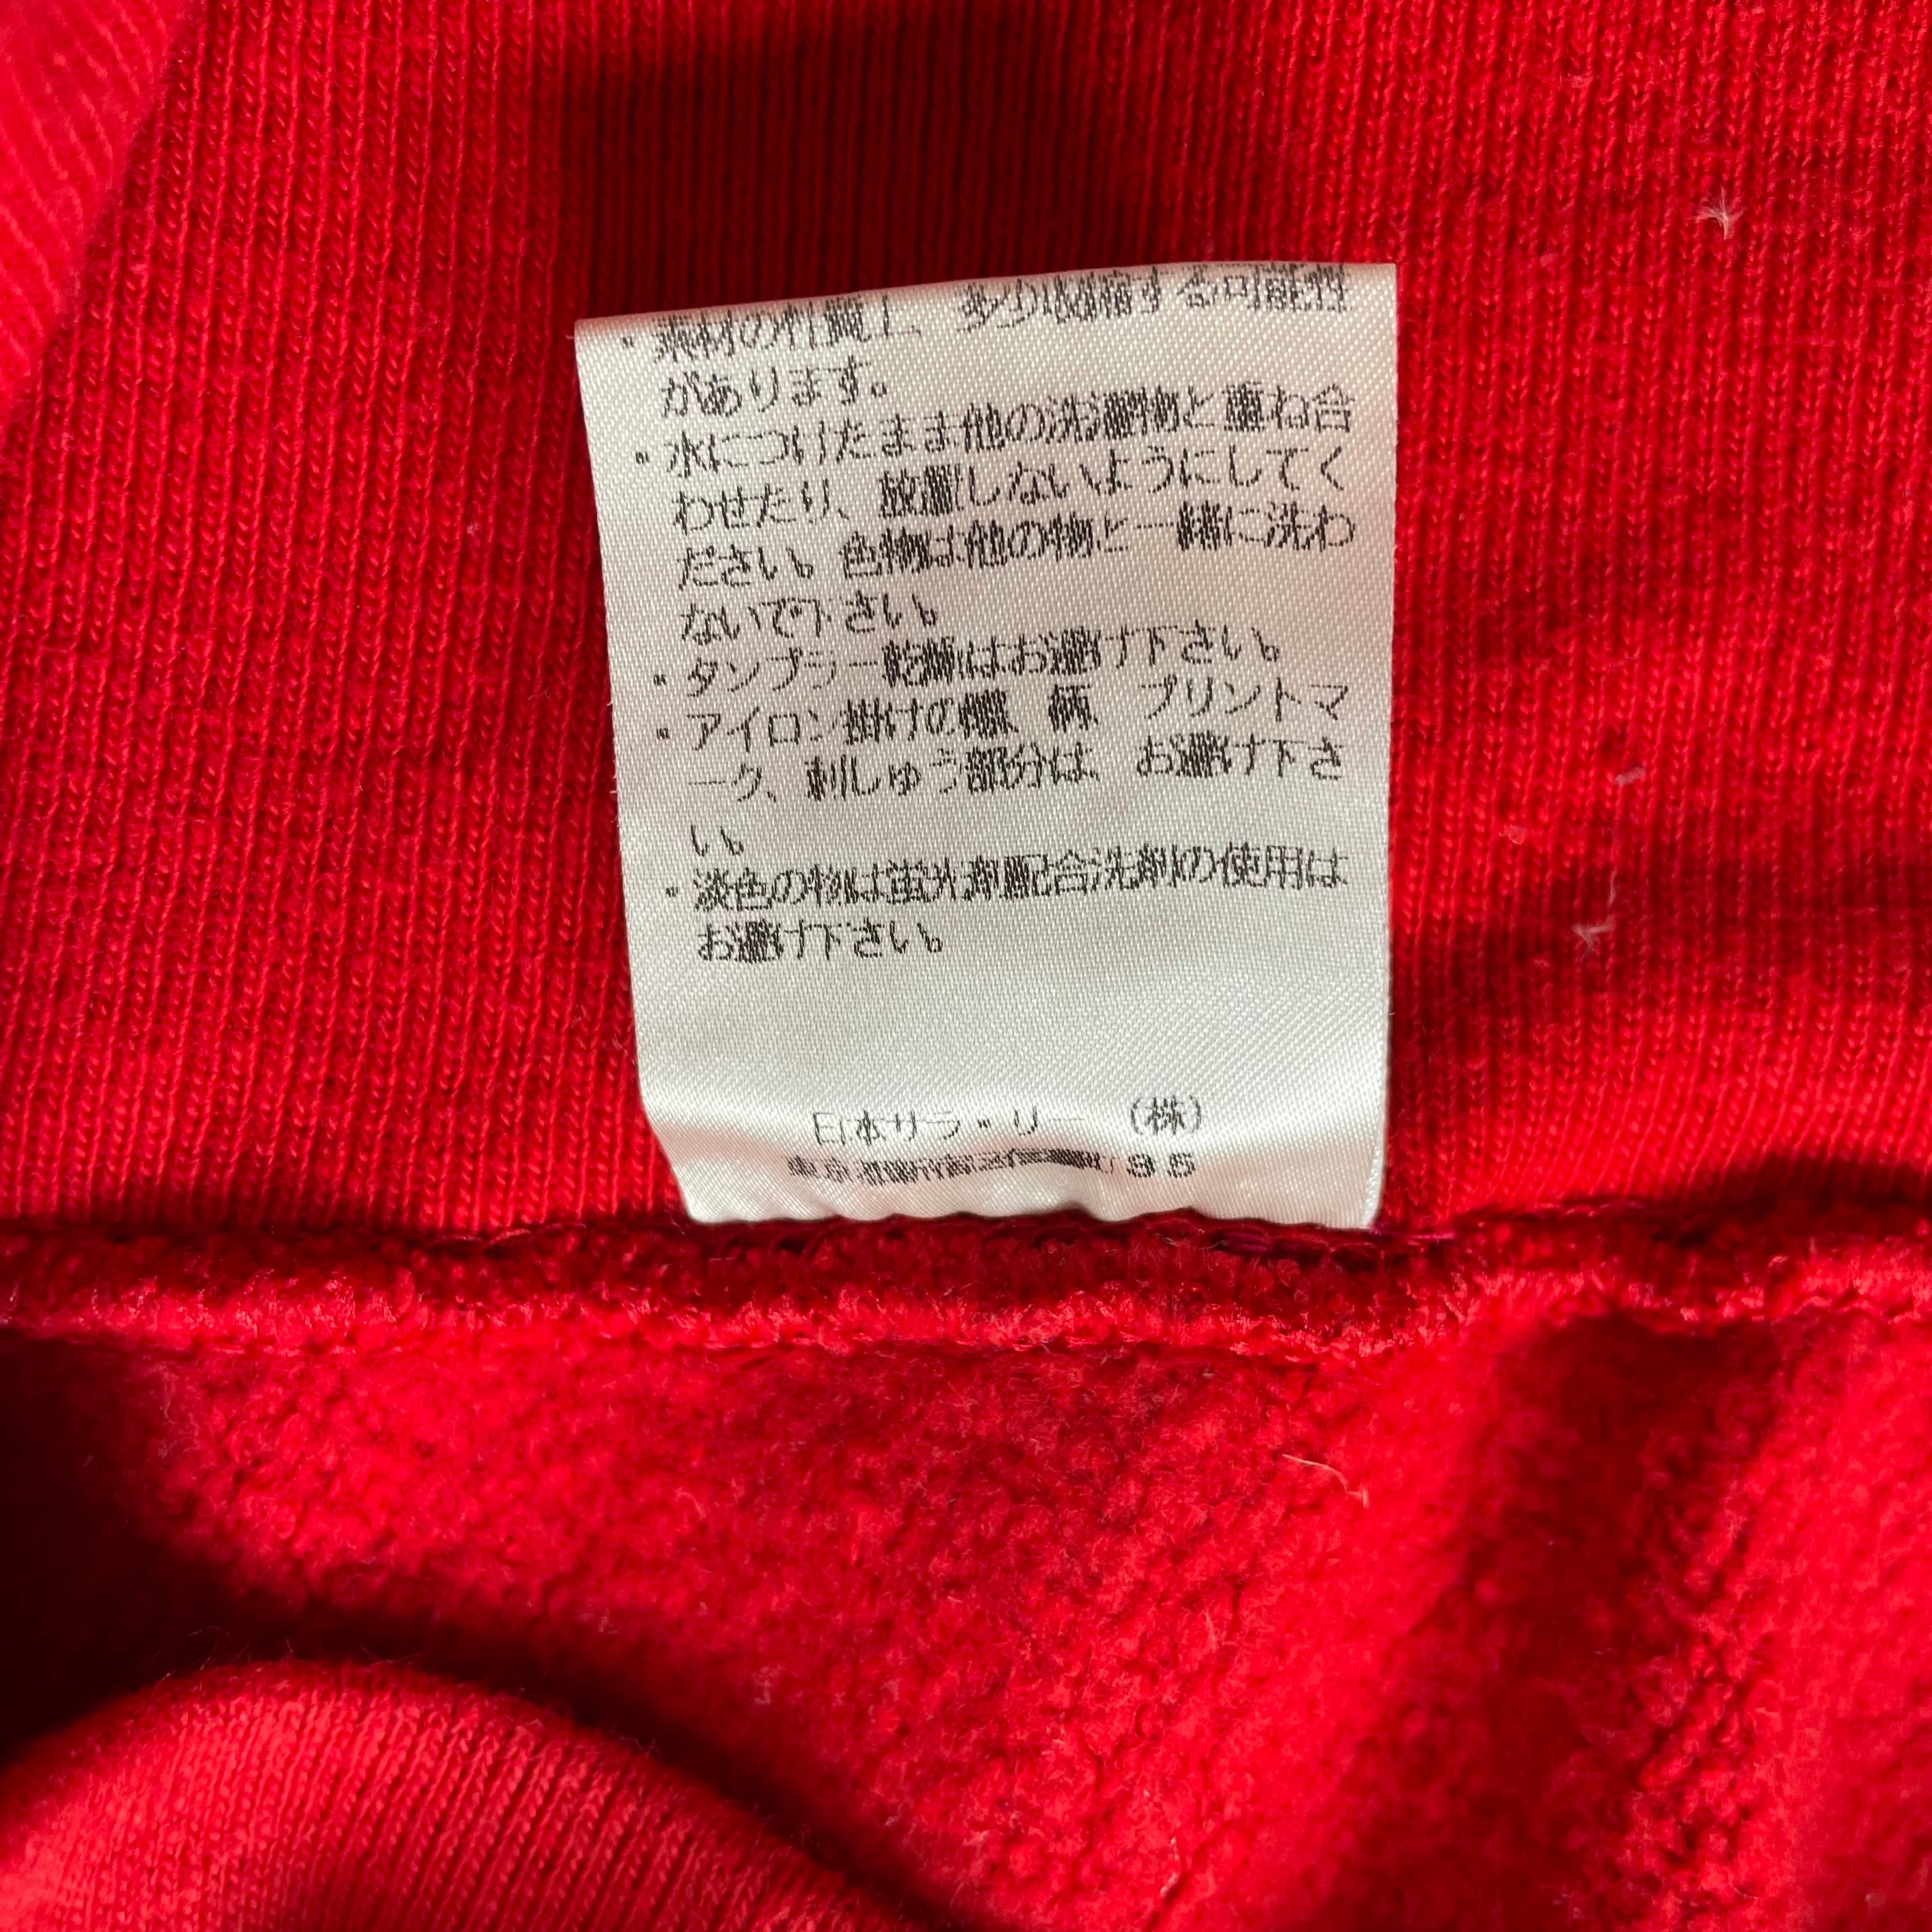 ・素材の性質上、多少収縮する可能性
があります。
・水につけたまま他の洗濯物と重ね合
わせたり、放置しないようにしてく
ださい。色物は他の物と一緒に洗わ
ないで下さい。
・タンブラー乾燥はお避け下さい。
・アイロン掛けの際、柄、プリントマ
ーク、刺しゅう部分は、お避け下さ
い。
・淡色の物は蛍光剤配合洗剤の使用は
お避け下さい。
日本サラ・リー (株)
95